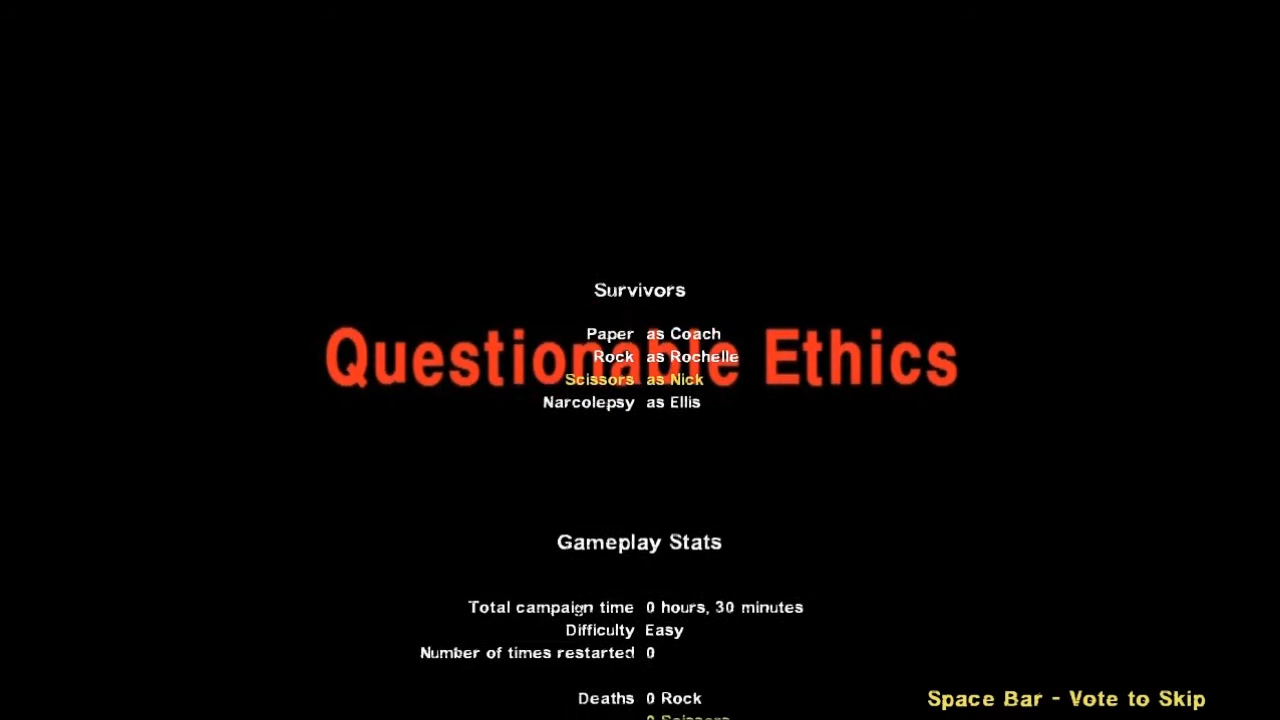 Survivors
Paper as Coach
Questionable Ethics
Rock as Rochelle
Scissors as Nick
Narcolepsy as Ellis
Gameplay Stats
Total campaign time 0 hours, 30 minutes
Difficulty Easy
Number of times restarted 0
Deaths 0 Rock
Space Bar - Vote to Skip